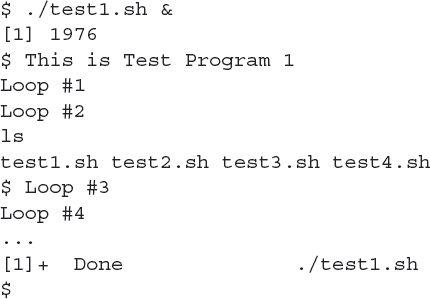 $ ./test1.sh &
[1] 1976
$ This is Test Program 1
Loop #1
Loop #2
ls
test1.sh test2.sh test3.sh test4.sh
$ Loop #3
Loop #4
...
[1]+  Done              ./test1.sh
$